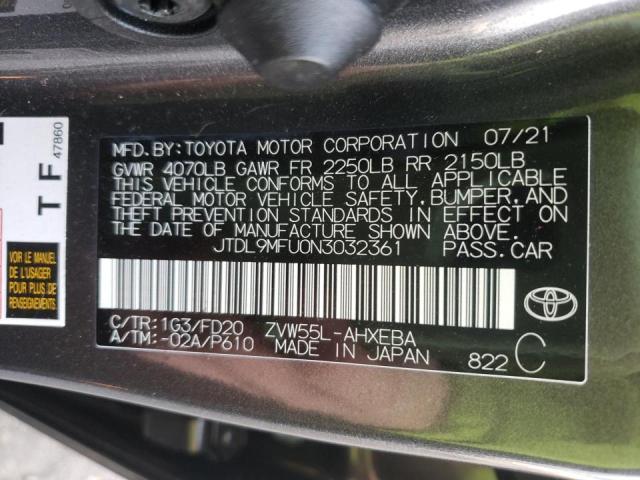 MFD.BY:TOYOTA MOTOR CORPORATION 07/21
GVWR 4070LB GAWR FR 2250LB RR 2150LB
THIS VEHICLE CONFORMS TO ALL APPLICABLE
FEDERAL MOTOR VEHICLE SAFETY,BUMPER,AND
THEFT PREVENTION STANDARDS IN EFFECT ON
THE DATE OF MANUFACTURE SHOWN ABOVE.
JTDL9MFU0N3032361 PASS.CAR
C/TR:1G3/FD20 ZVW55L-AHXEBA
A/TM:-02A/P610 MADE IN JAPAN 822 C
TOYOTA
TF
47860
VOIR LE MANUEL
DE L'USAGER
POUR PLUS DE